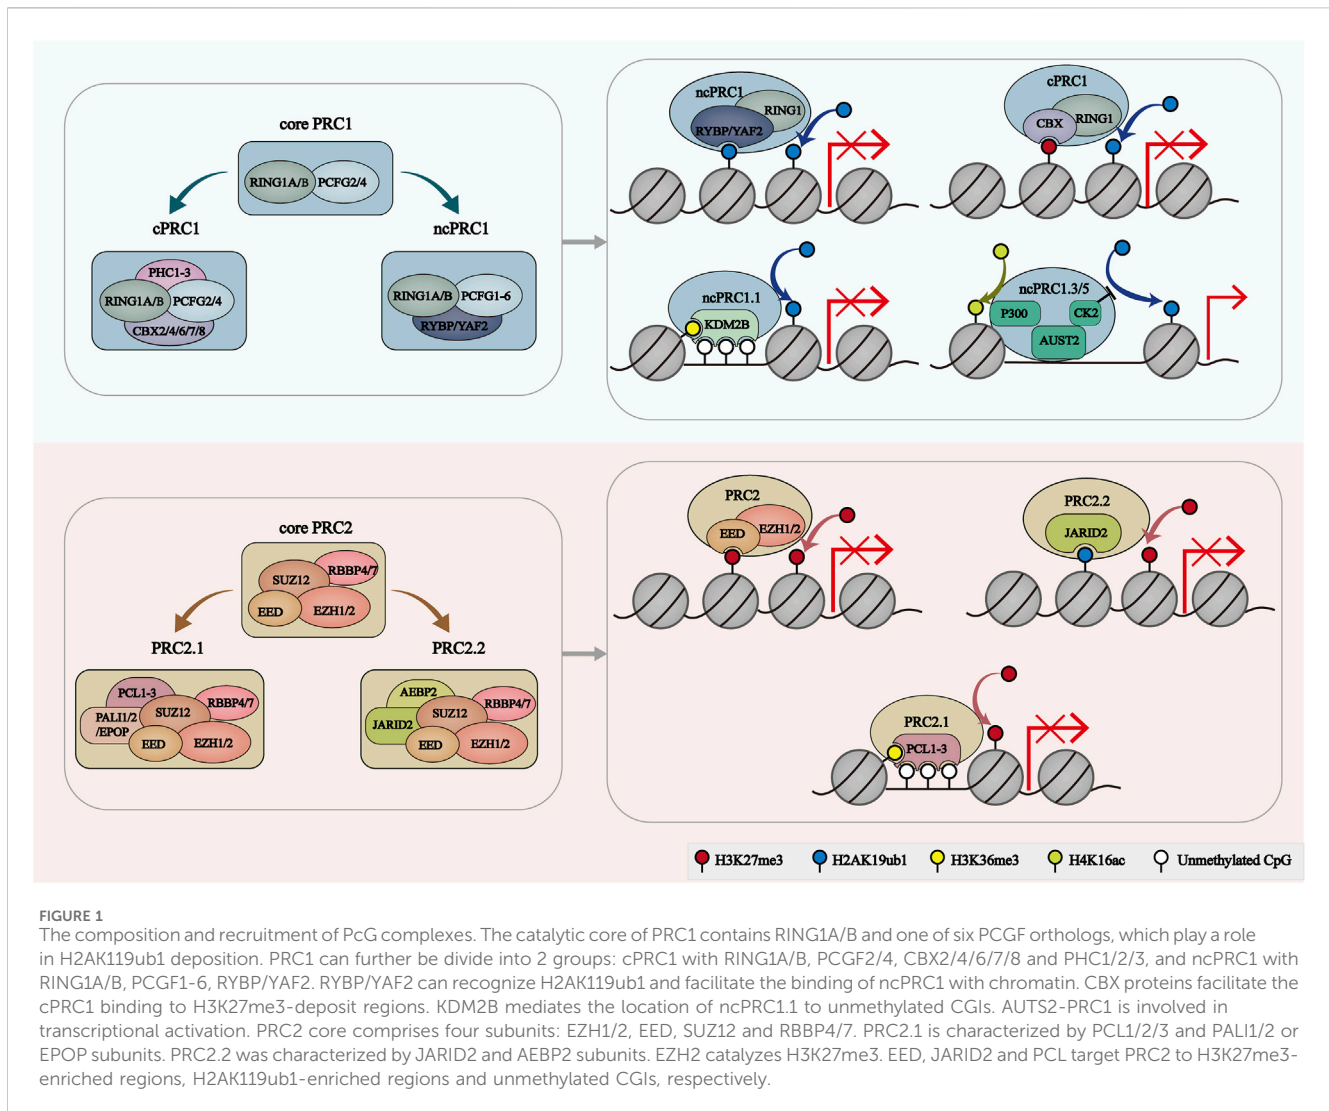 core PRC1
RING1A/B
PCFG2/4
cPRC1
ncPRC1
PHC1-3
RING1A/B
PCFG2/4
CBX2/4/6/7/8
RING1A/B
PCFG1-6
RYBP/YAF2
ncPRC1
RING1
RYBP/YAF2
cPRC1
CBX
RING1
ncPRC1.1
KDM2B
ncPRC1.3/5
P300
CK2
AUST2
core PRC2
RBBP4/7
SUZ12
EED
EZH1/2
PRC2.1
PRC2.2
PCL1-3
RBBP4/7
SUZ12
PALI1/2
/EPOP
EED
EZH1/2
AEBP2
RBBP4/7
SUZ12
JARID2
EED
EZH1/2
PRC2
EZH1/2
EED
PRC2.2
JARID2
PRC2.1
PCL1-3
H3K27me3
H2AK19ub1
H3K36me3
H4K16ac
Unmethylated CpG
FIGURE 1
The composition and recruitment of PcG complexes. The catalytic core of PRC1 contains RING1A/B and one of six PCGF orthologs, which play a role
in H2AK119ub1 deposition. PRC1 can further be divide into 2 groups: cPRC1 with RING1A/B, PCGF2/4, CBX2/4/6/7/8 and PHC1/2/3, and ncPRC1 with
RING1A/B, PCGF1-6, RYBP/YAF2. RYBP/YAF2 can recognize H2AK119ub1 and facilitate the binding of ncPRC1 with chromatin. CBX proteins facilitate the
cPRC1 binding to H3K27me3-deposit regions. KDM2B mediates the location of ncPRC1.1 to unmethylated CGIs. AUTS2-PRC1 is involved in
transcriptional activation. PRC2 core comprises four subunits: EZH1/2, EED, SUZ12 and RBBP4/7. PRC2.1 is characterized by PCL1/2/3 and PALI1/2 or
EPOP subunits. PRC2.2 was characterized by JARID2 and AEBP2 subunits. EZH2 catalyzes H3K27me3. EED, JARID2 and PCL target PRC2 to H3K27me3-
enriched regions, H2AK119ub1-enriched regions and unmethylated CGIs, respectively.